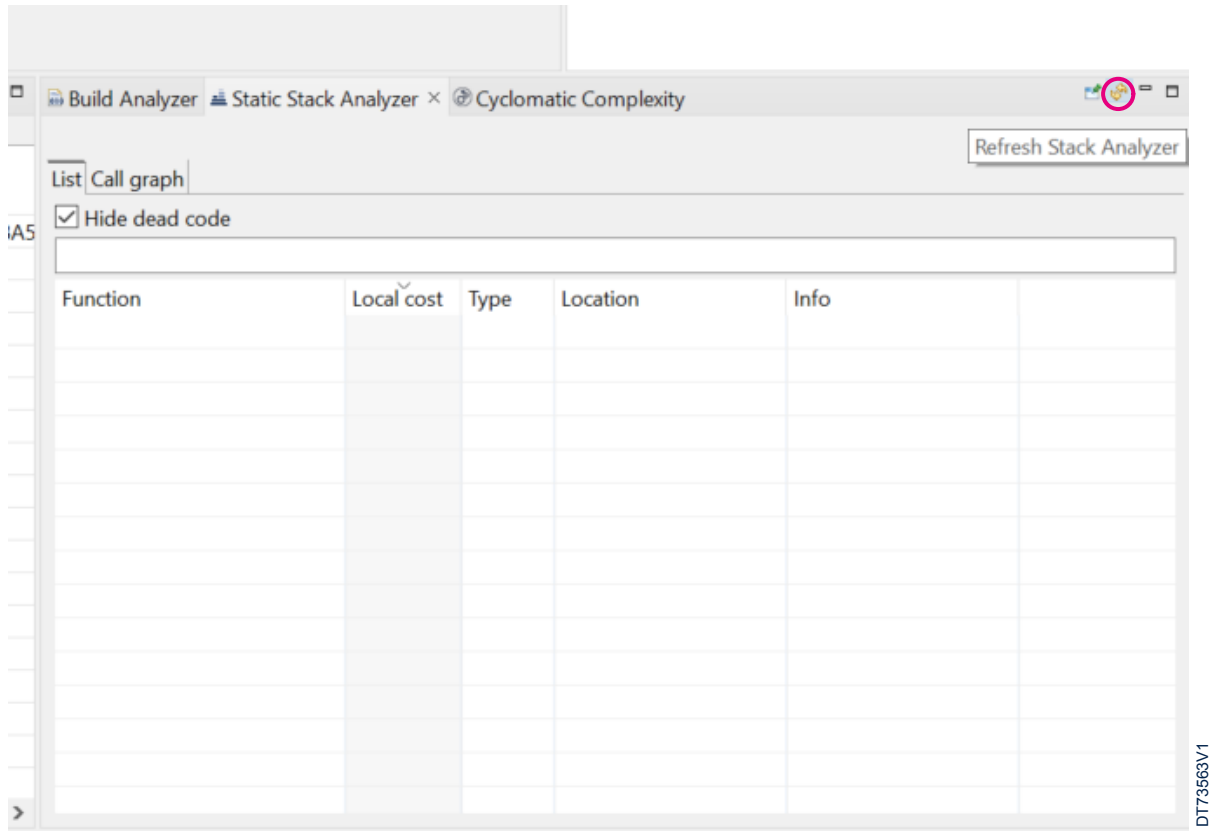 Build Analyzer Static Stack Analyzer Cyclomatic Complexity
Refresh Stack Analyzer
List Call graph
Hide dead code
Function Local cost Type Location Info
DT73563V1